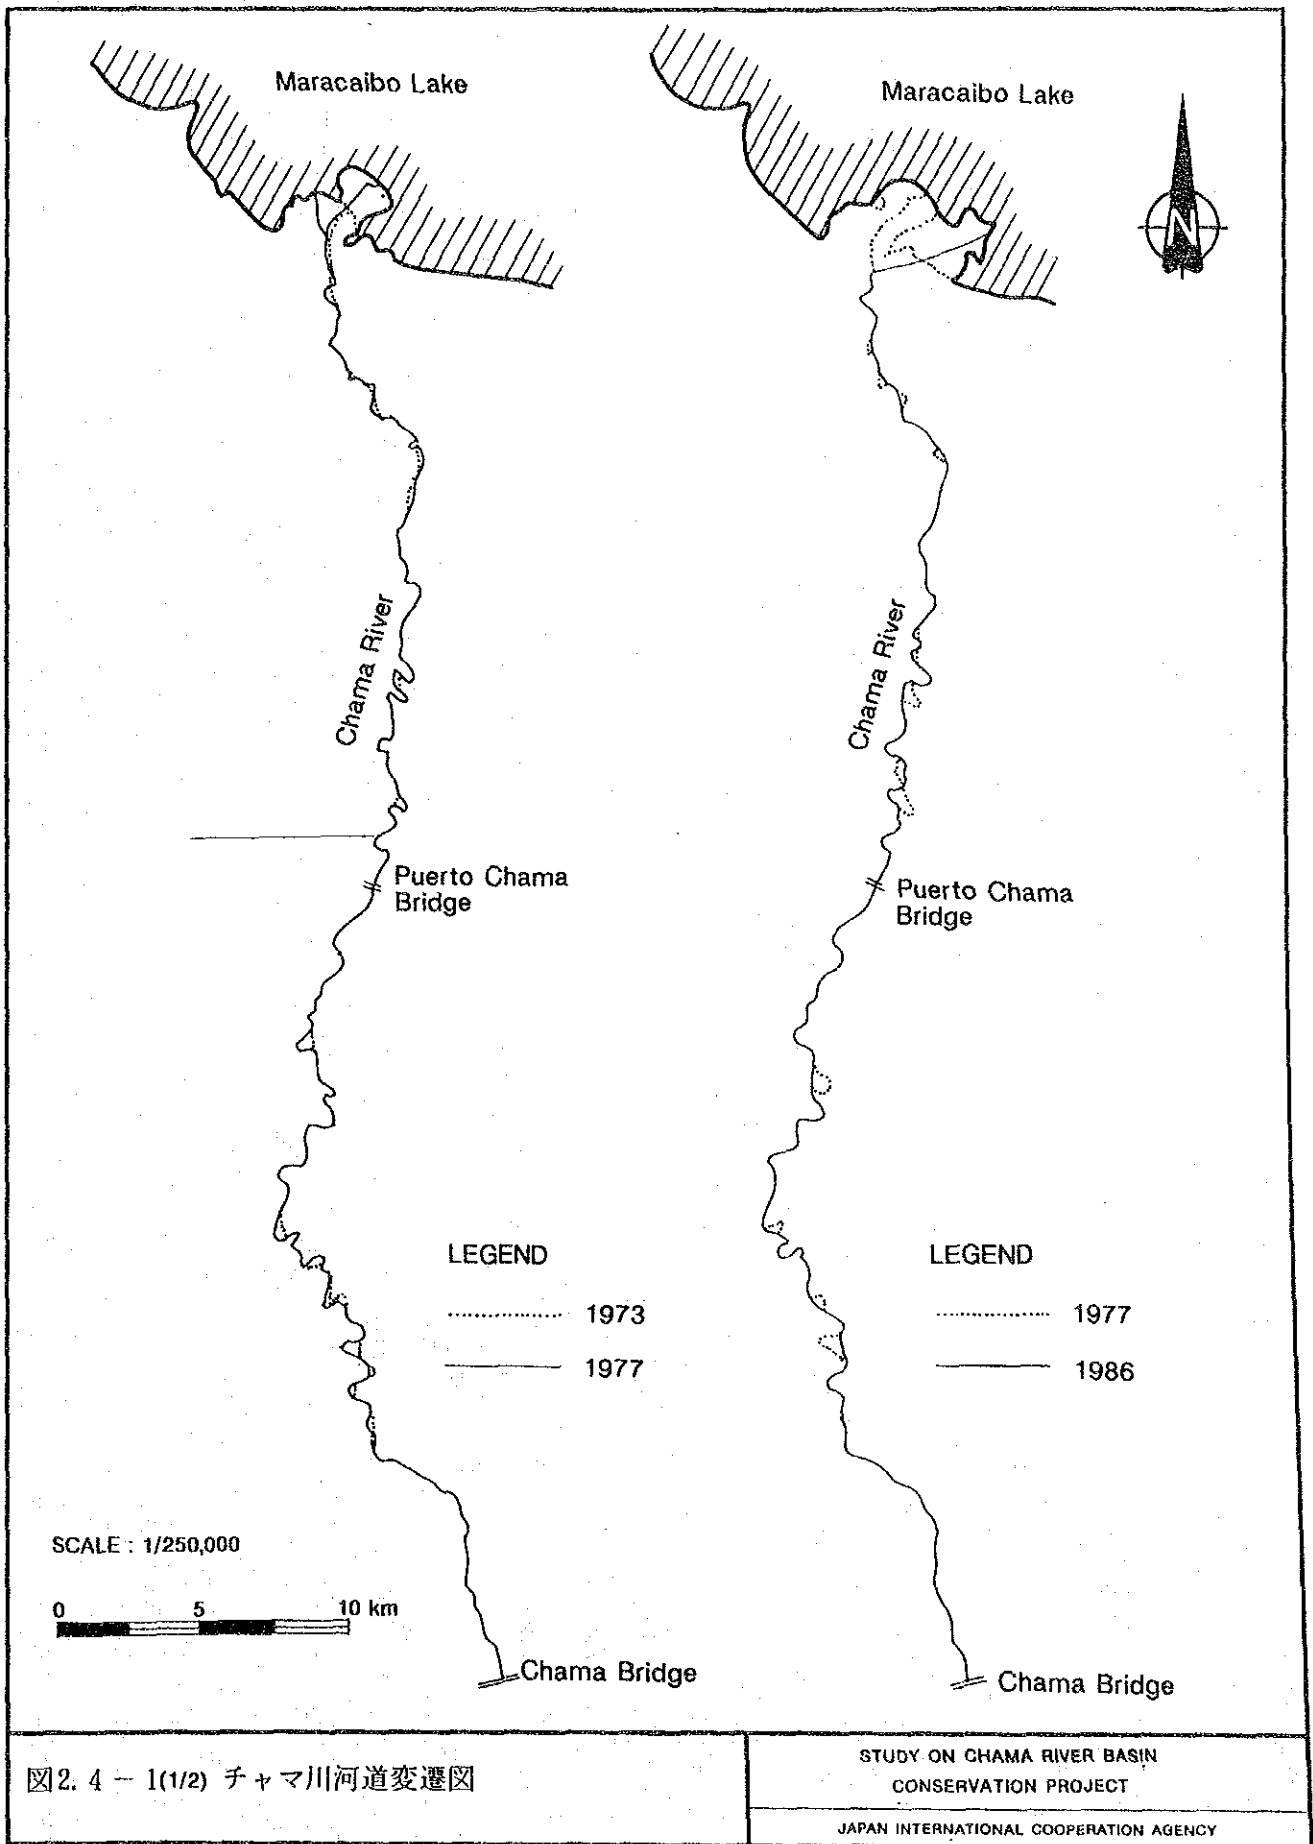 Maracaibo Lake
Maracaibo Lake
N
Chama River
Chama River
Puerto Chama
Bridge
Puerto Chama
Bridge
LEGEND
1973
1977
LEGEND
1977
1986
SCALE : 1/250,000
0 5 10 km
Chama Bridge
Chama Bridge
図2. 4 - 1(1/2) チャマ川河道変遷図
STUDY ON CHAMA RIVER BASIN
CONSERVATION PROJECT
JAPAN INTERNATIONAL COOPERATION AGENCY